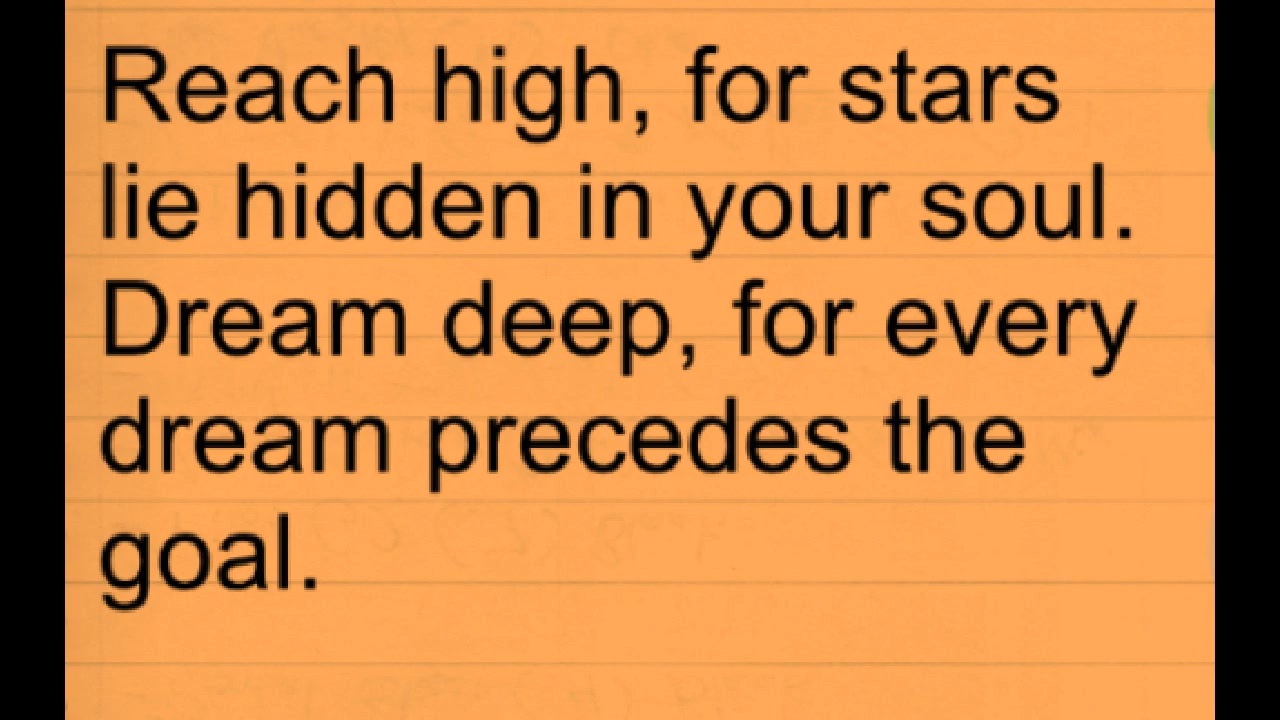 Reach high, for stars
lie hidden in your soul.
Dream deep, for every
dream precedes the
goal.